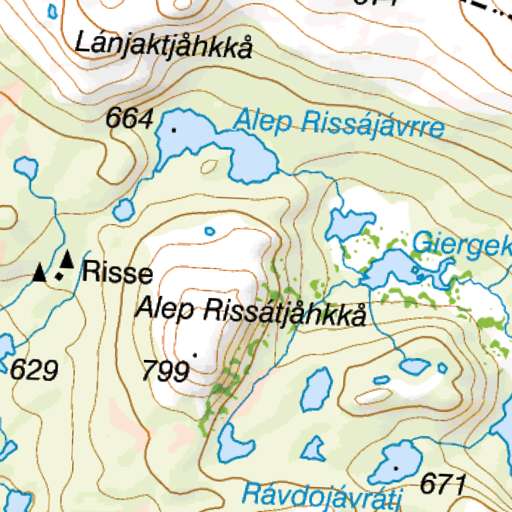 Lánjaktjåhkkå
664
Alep Rissájávrre
Giergek
Risse
Alep Rissátjåhkkå
629
799
671
Rávdojávrátj